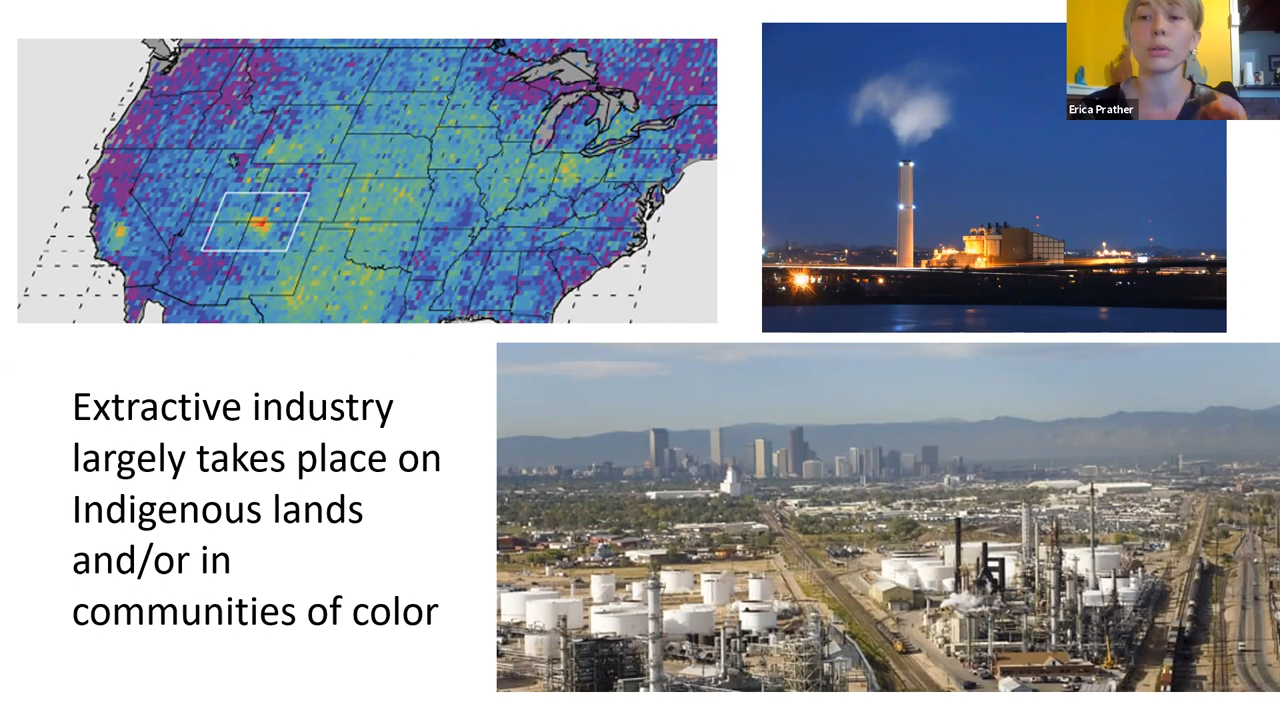 Erica Prather
Extractive industry
largely takes place on
Indigenous lands
and/or in
communities of color